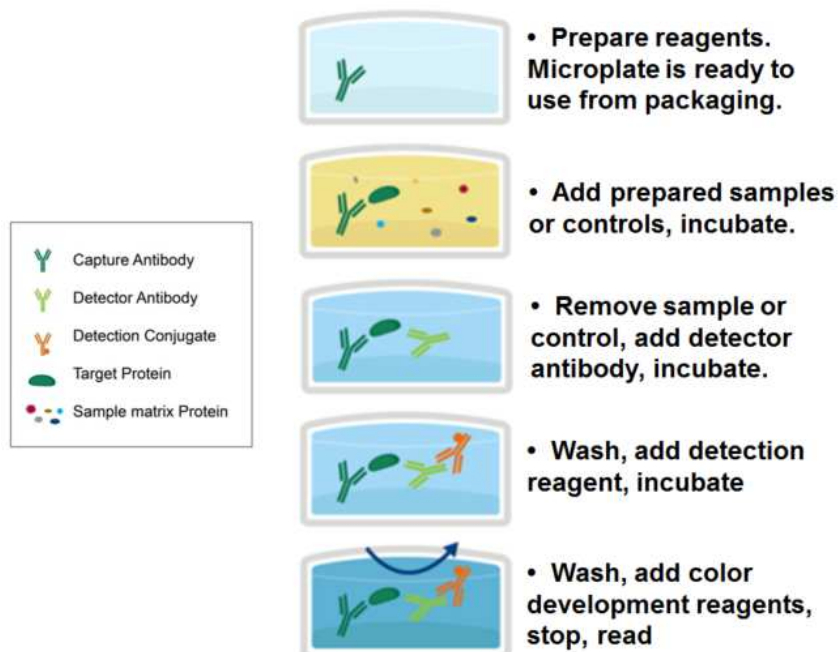 • Prepare reagents.
Microplate is ready to
use from packaging.
• Add prepared samples
or controls, incubate.
Capture Antibody
Detector Antibody
Detection Conjugate
Target Protein
Sample matrix Protein
• Remove sample or
control, add detector
antibody, incubate.
• Wash, add detection
reagent, incubate
• Wash, add color
development reagents,
stop, read